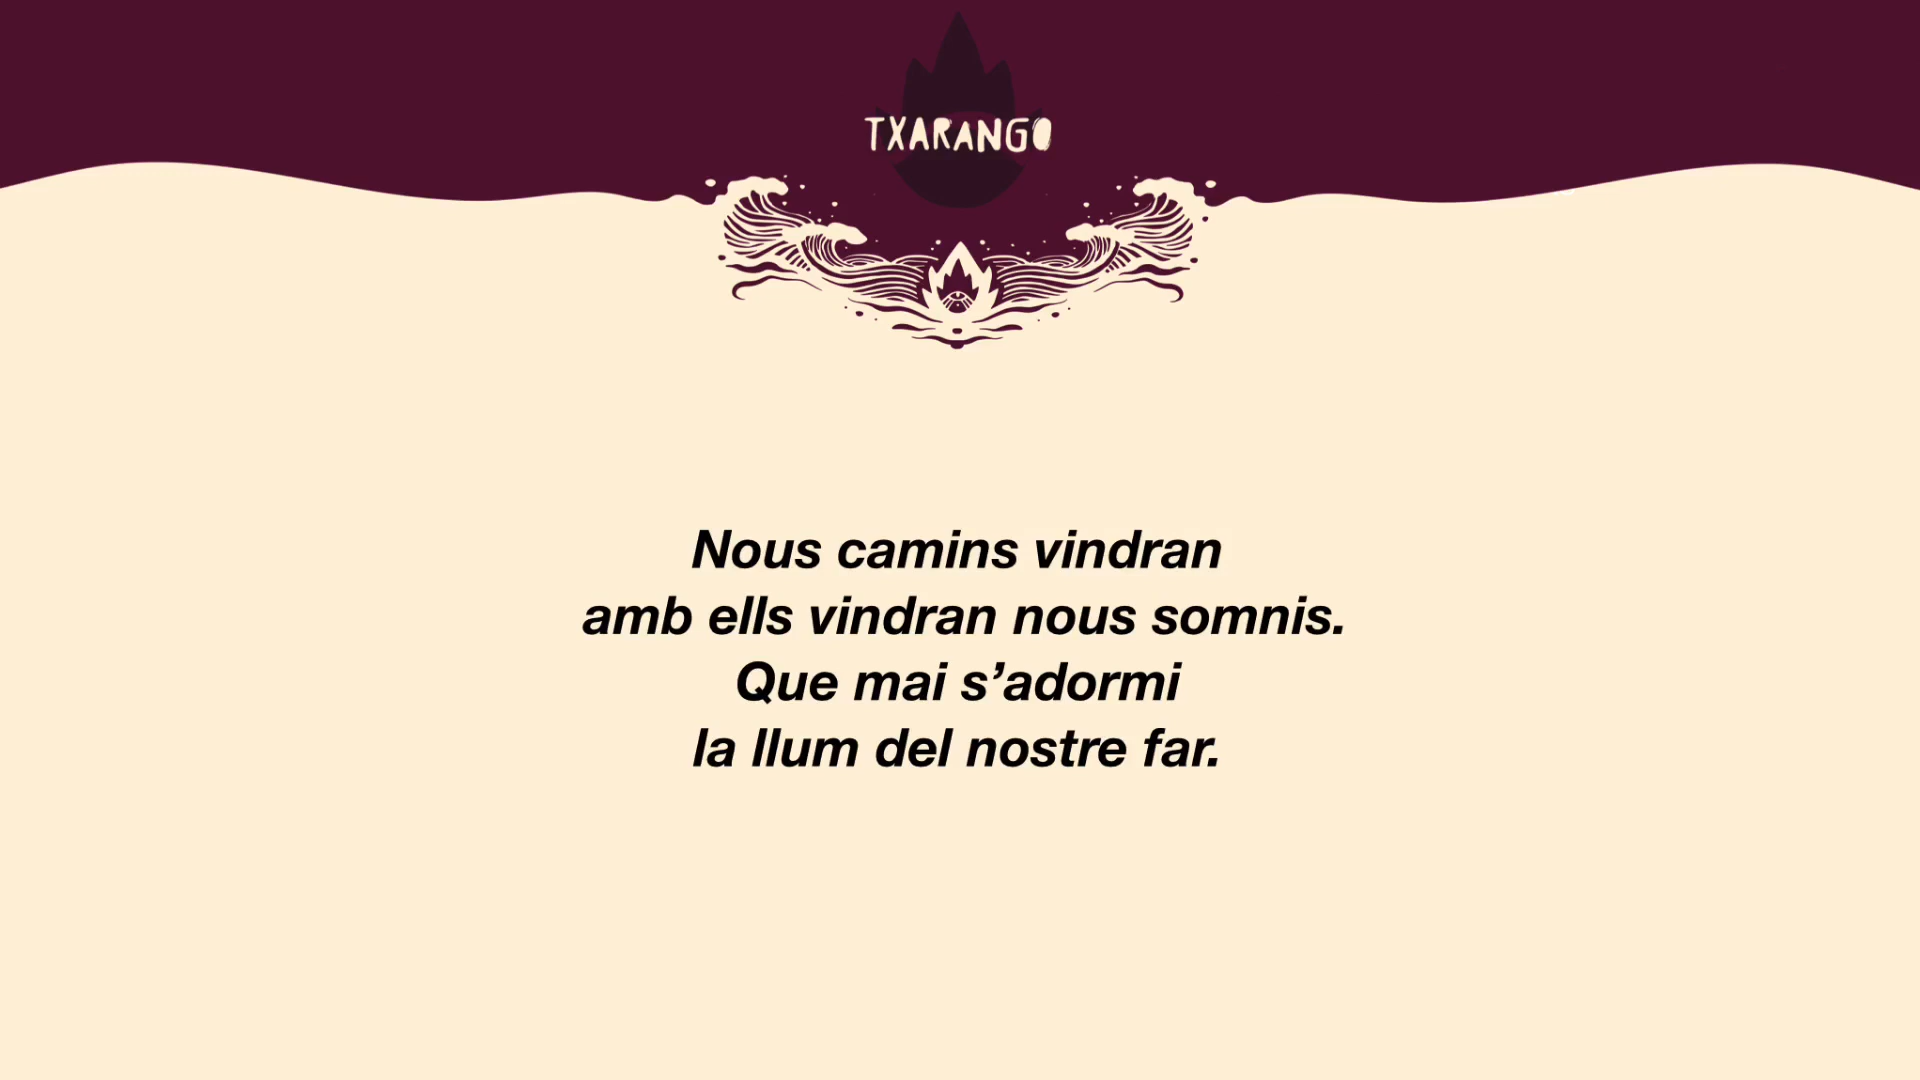 TXARANGO
Nous camins vindran
amb ells vindran nous somnis.
Que mai s’adormi
la llum del nostre far.